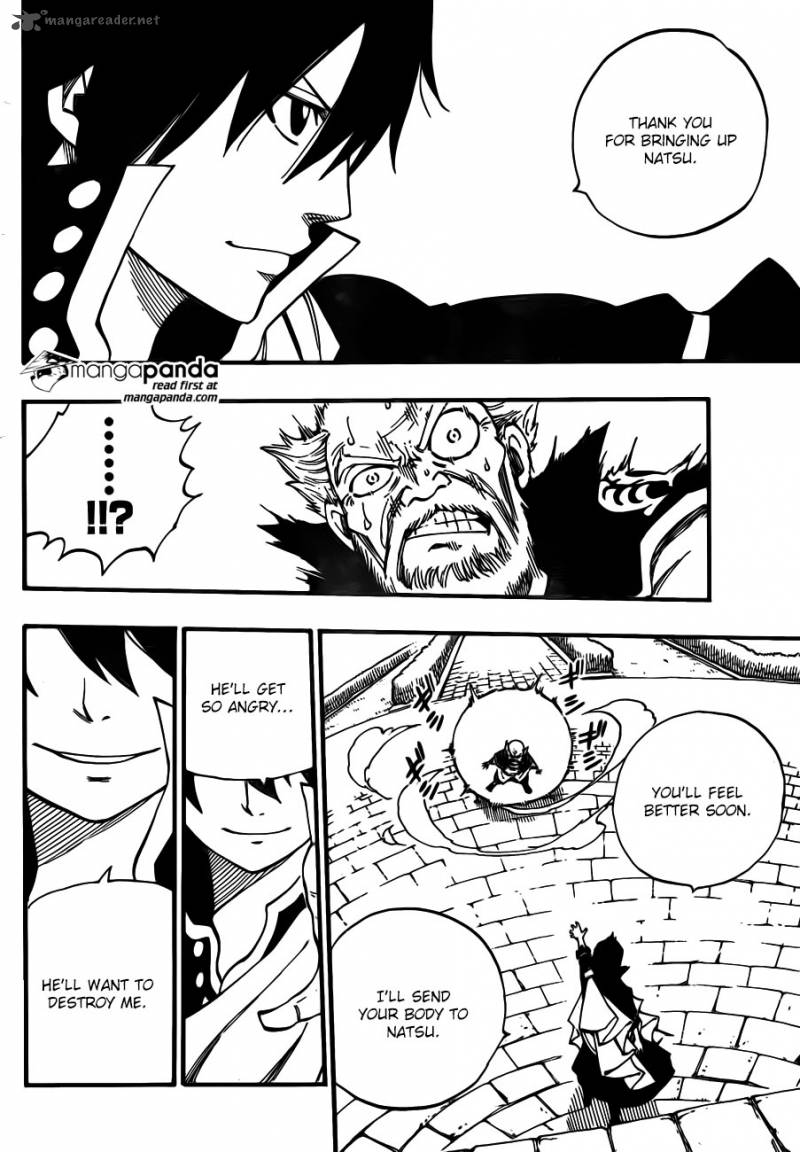 mangareader.net
THANK YOU
FOR BRINGING UP
NATSU.
mangapanda
read first at
mangapanda.com
......
!!?
YOU'LL FEEL
BETTER SOON.
I'LL SEND
YOUR BODY TO
NATSU.
HE'LL GET
SO ANGRY...
HE'LL WANT TO
DESTROY ME.